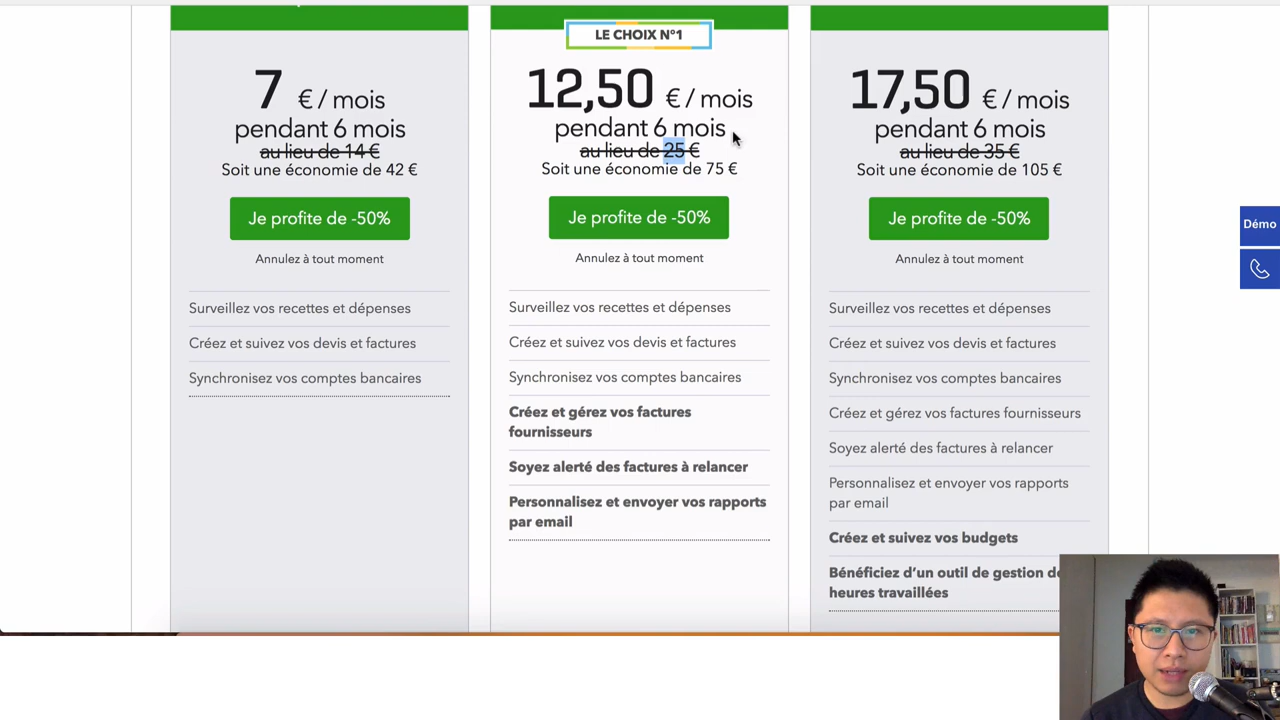 7 € / mois
pendant 6 mois
au lieu de 14 €
Soit une économie de 42 €
Je profite de -50%
Annulez à tout moment
Surveillez vos recettes et dépenses
Créez et suivez vos devis et factures
Synchronisez vos comptes bancaires
LE CHOIX N°1
12,50 € / mois
pendant 6 mois
au lieu de 25 €
Soit une économie de 75 €
Je profite de -50%
Annulez à tout moment
Surveillez vos recettes et dépenses
Créez et suivez vos devis et factures
Synchronisez vos comptes bancaires
Créez et gérez vos factures
fournisseurs
Soyez alerté des factures à relancer
Personnalisez et envoyer vos rapports
par email
17,50 € / mois
pendant 6 mois
au lieu de 35 €
Soit une économie de 105 €
Je profite de -50%
Annulez à tout moment
Surveillez vos recettes et dépenses
Créez et suivez vos devis et factures
Synchronisez vos comptes bancaires
Créez et gérez vos factures fournisseurs
Soyez alerté des factures à relancer
Personnalisez et envoyer vos rapports
par email
Créez et suivez vos budgets
Bénéficiez d’un outil de gestion de
heures travaillées
Démo